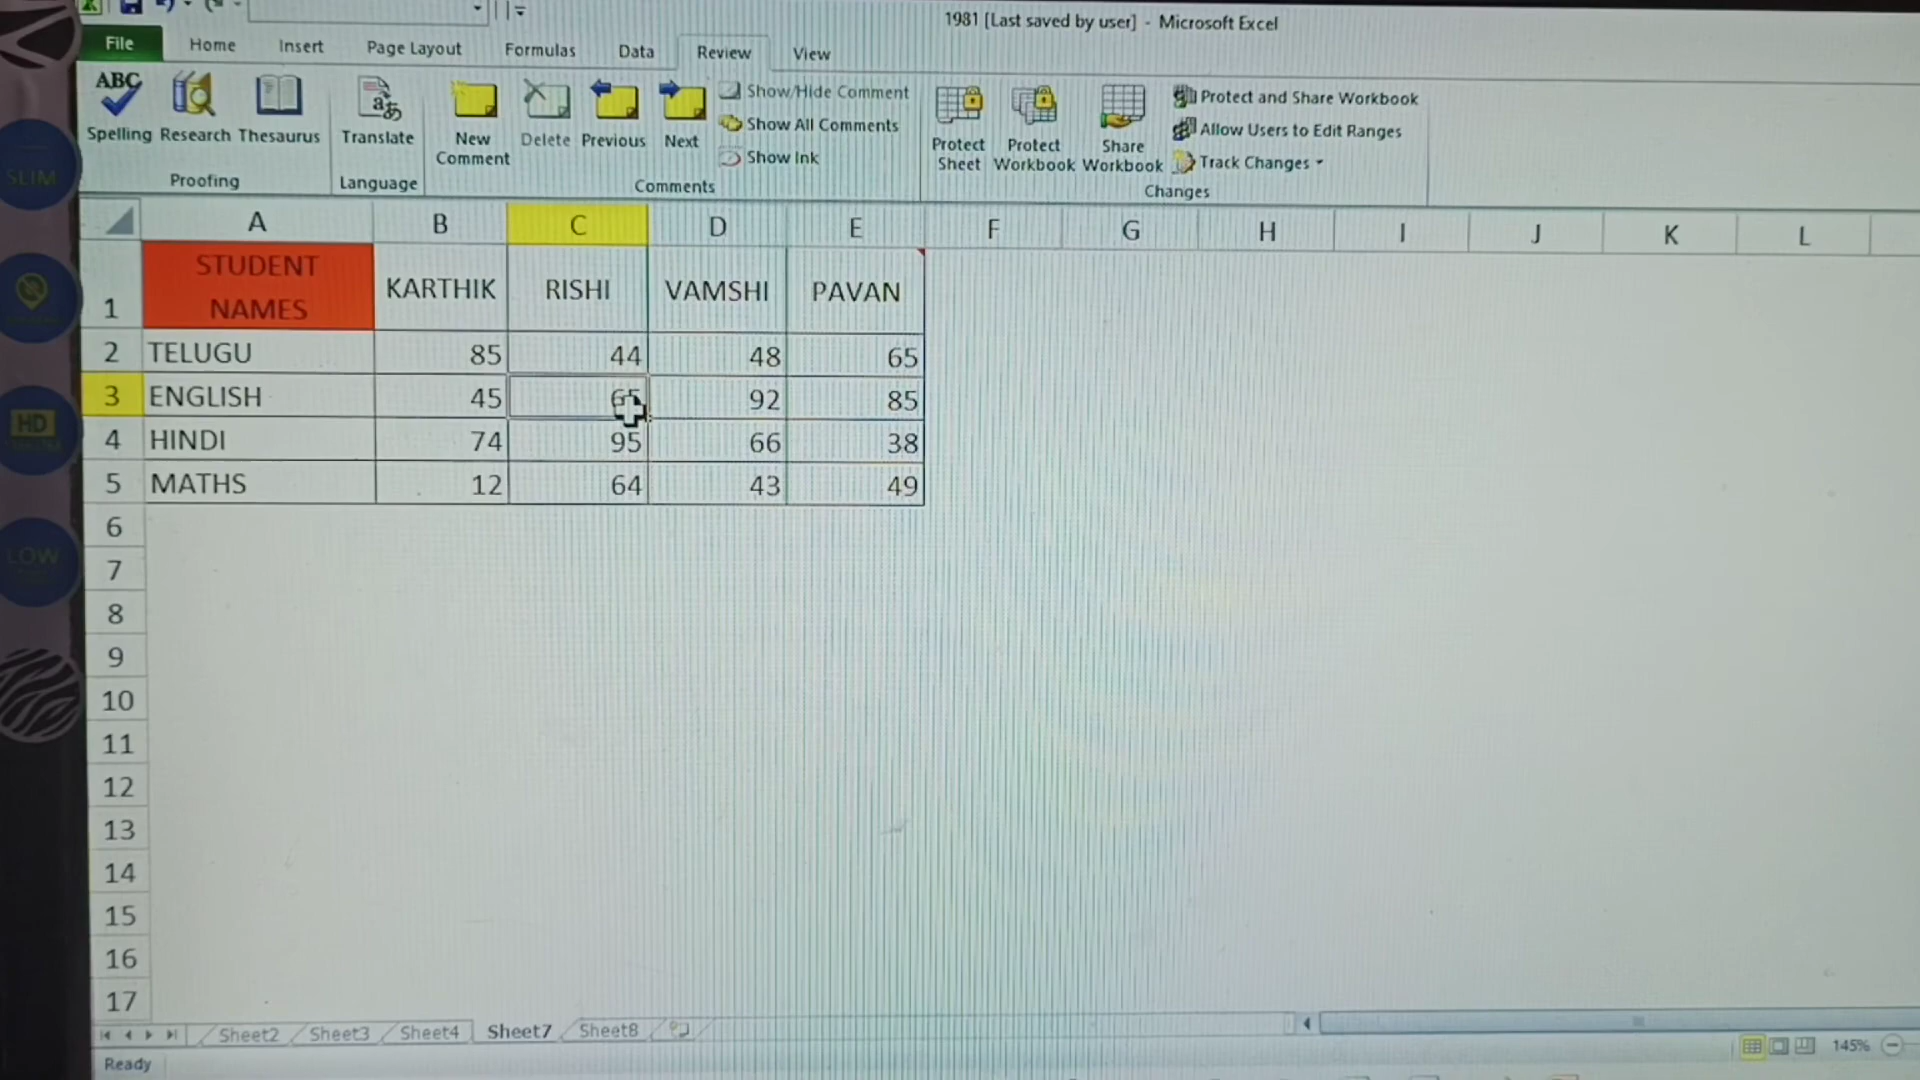 1981 [Last saved by user] - Microsoft Excel
File Home Insert Page Layout Formulas Data Review View
ABC
Spelling Research Thesaurus
Proofing
Translate
Language
New Comment
Delete
Previous
Next
Show/Hide Comment
Show All Comments
Show Ink
Comments
Protect Sheet
Protect Workbook
Share Workbook
Protect and Share Workbook
Allow Users to Edit Ranges
Track Changes
Changes
A B C D E F G H I J K L
1 STUDENT NAMES KARTHIK RISHI VAMSHI PAVAN
2 TELUGU 85 44 48 65
3 ENGLISH 45 65 92 85
4 HINDI 74 95 66 38
5 MATHS 12 64 43 49
6
7
8
9
10
11
12
13
14
15
16
17
Sheet2 Sheet3 Sheet4 Sheet7 Sheet8
Ready
145%
SLIM
HD
LOW